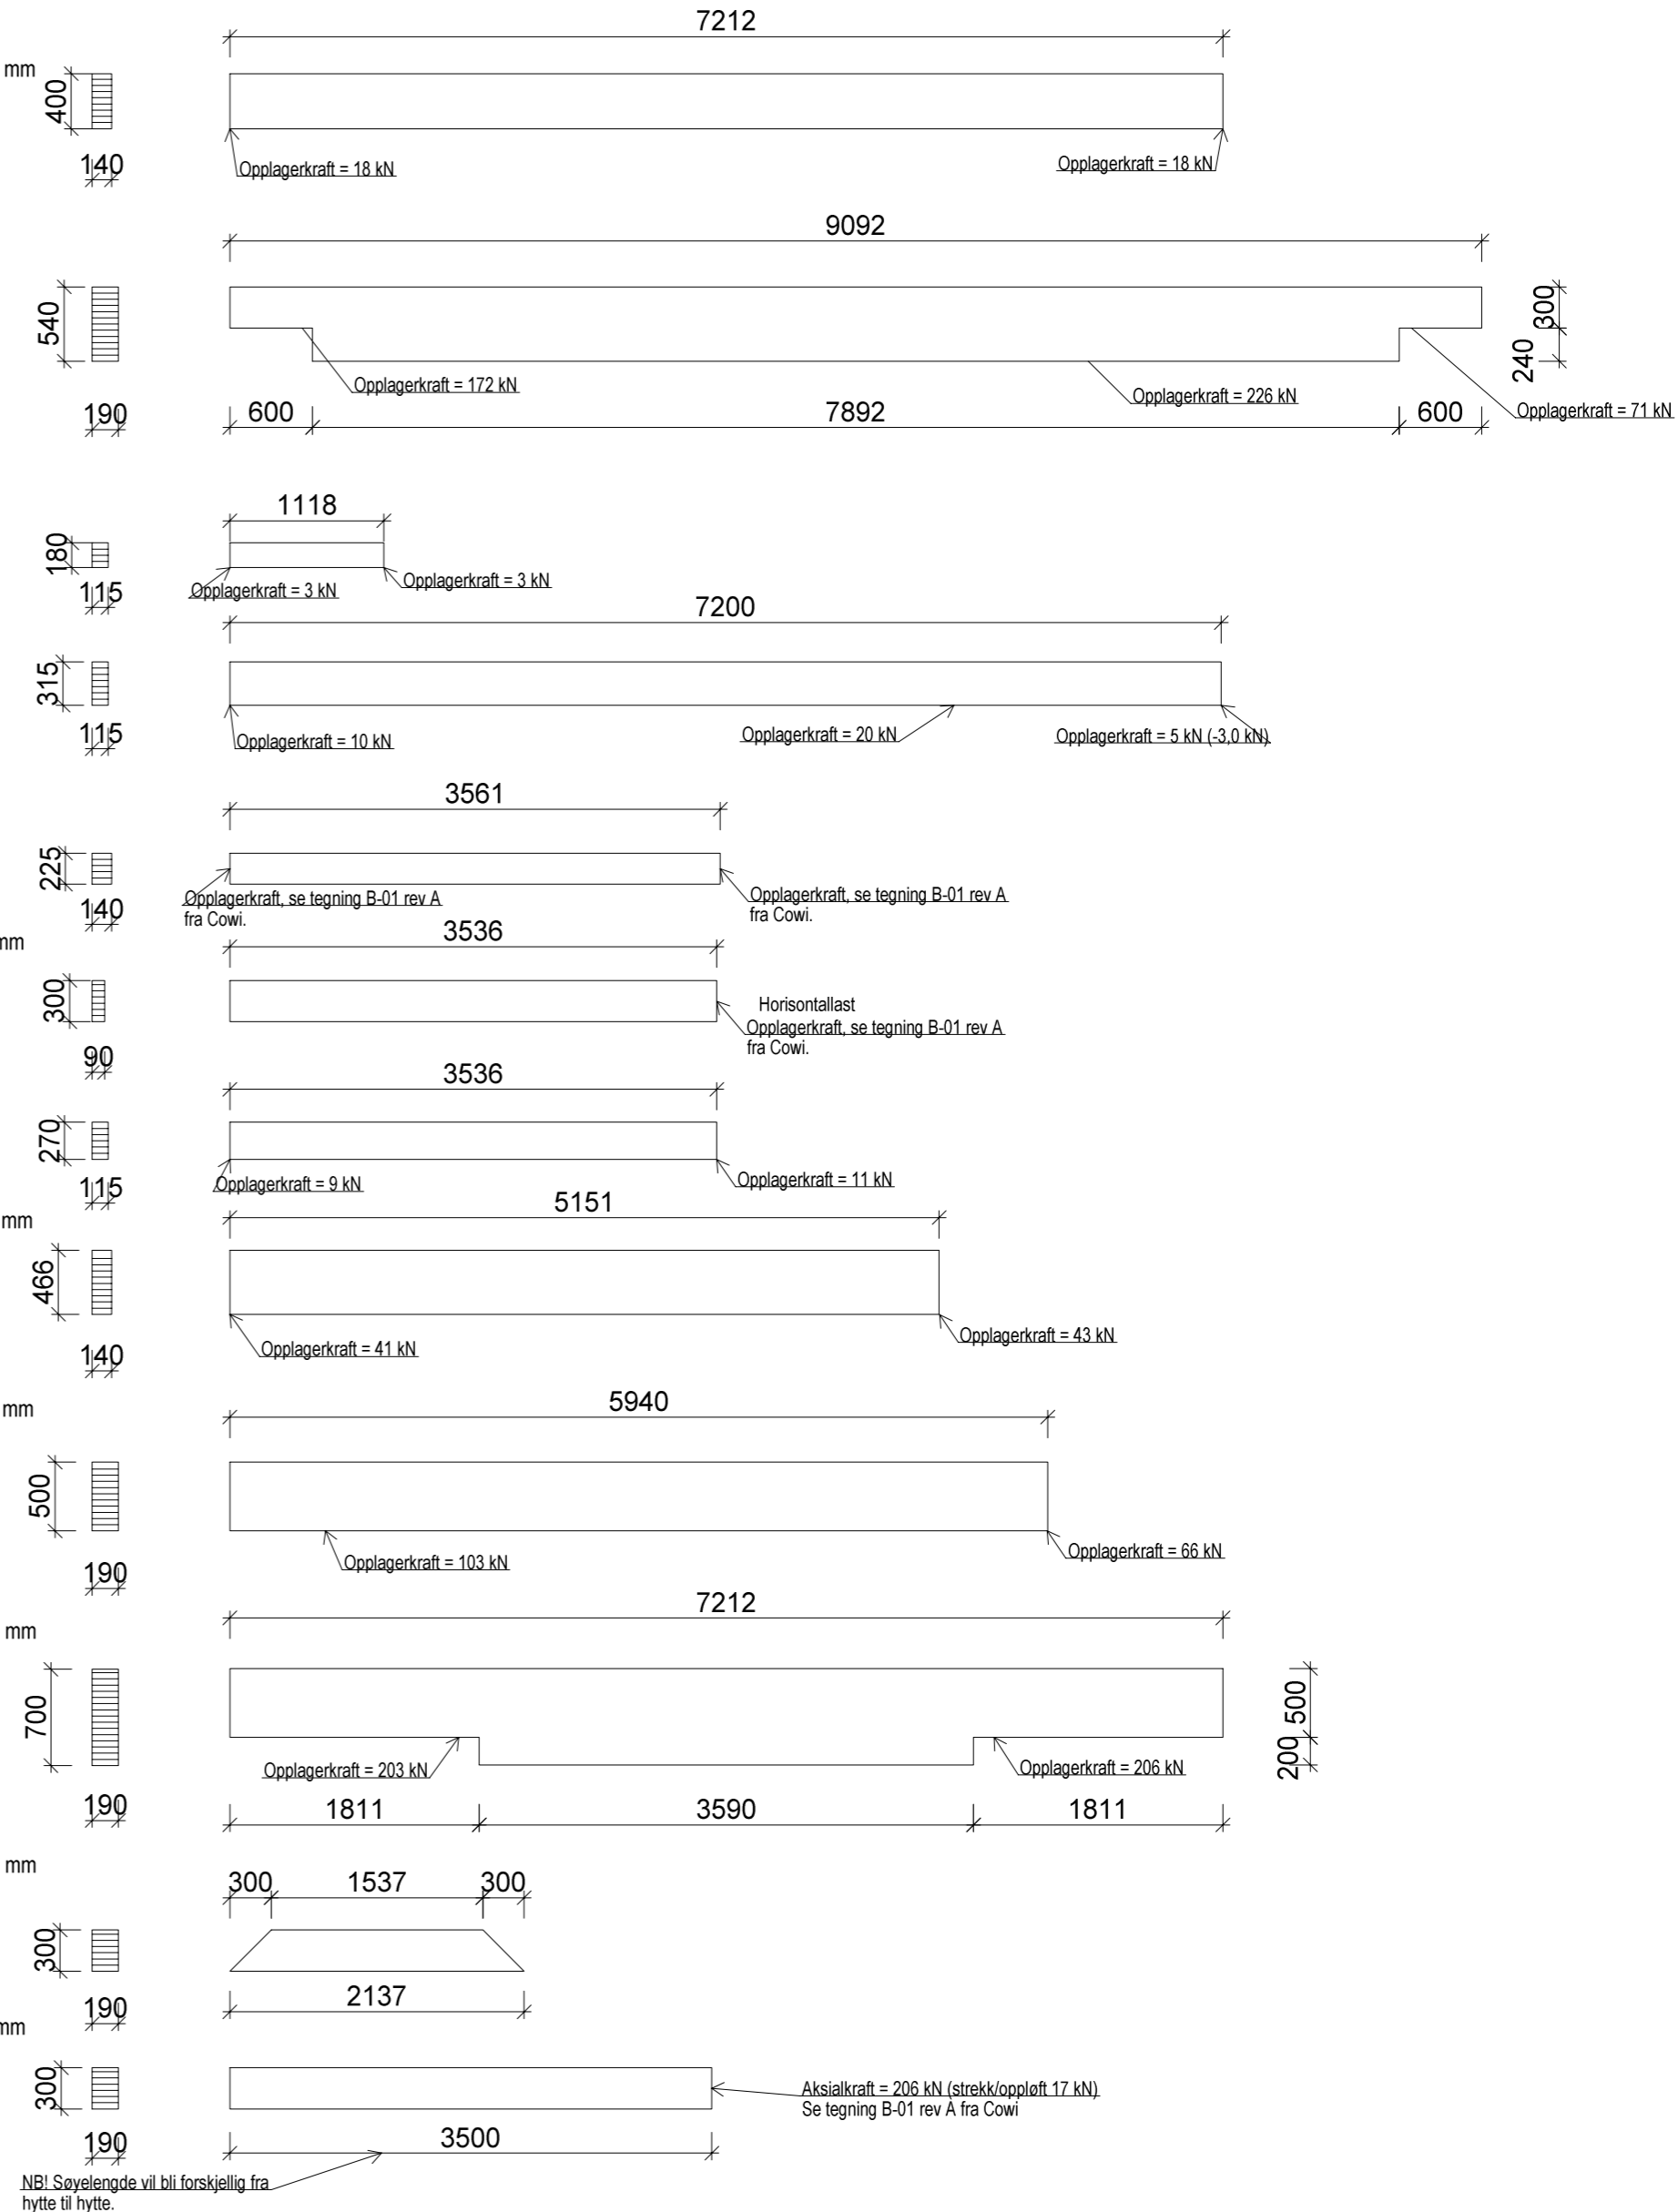 7212
mm
400
140
Opplagerkraft = 18 kN
Opplagerkraft = 18 kN
9092
540
300
240
Opplagerkraft = 172 kN
Opplagerkraft = 226 kN
Opplagerkraft = 71 kN
190
600
7892
600
1118
180
115
Opplagerkraft = 3 kN
Opplagerkraft = 3 kN
7200
315
115
Opplagerkraft = 10 kN
Opplagerkraft = 20 kN
Opplagerkraft = 5 kN (-3,0 kN)
3561
225
140
Opplagerkraft, se tegning B-01 rev A
fra Cowi.
Opplagerkraft, se tegning B-01 rev A
fra Cowi.
mm
3536
300
90
Horisontallast
Opplagerkraft, se tegning B-01 rev A
fra Cowi.
3536
270
115
Opplagerkraft = 9 kN
Opplagerkraft = 11 kN
mm
5151
466
140
Opplagerkraft = 41 kN
Opplagerkraft = 43 kN
mm
5940
500
190
Opplagerkraft = 103 kN
Opplagerkraft = 66 kN
7212
mm
700
500
200
Opplagerkraft = 203 kN
Opplagerkraft = 206 kN
190
1811
3590
1811
mm
300
1537
300
300
190
2137
mm
300
190
Aksialkraft = 206 kN (strekk/oppløft 17 kN)
Se tegning B-01 rev A fra Cowi
3500
NB! Søyelengde vil bli forskjellig fra
hytte til hytte.